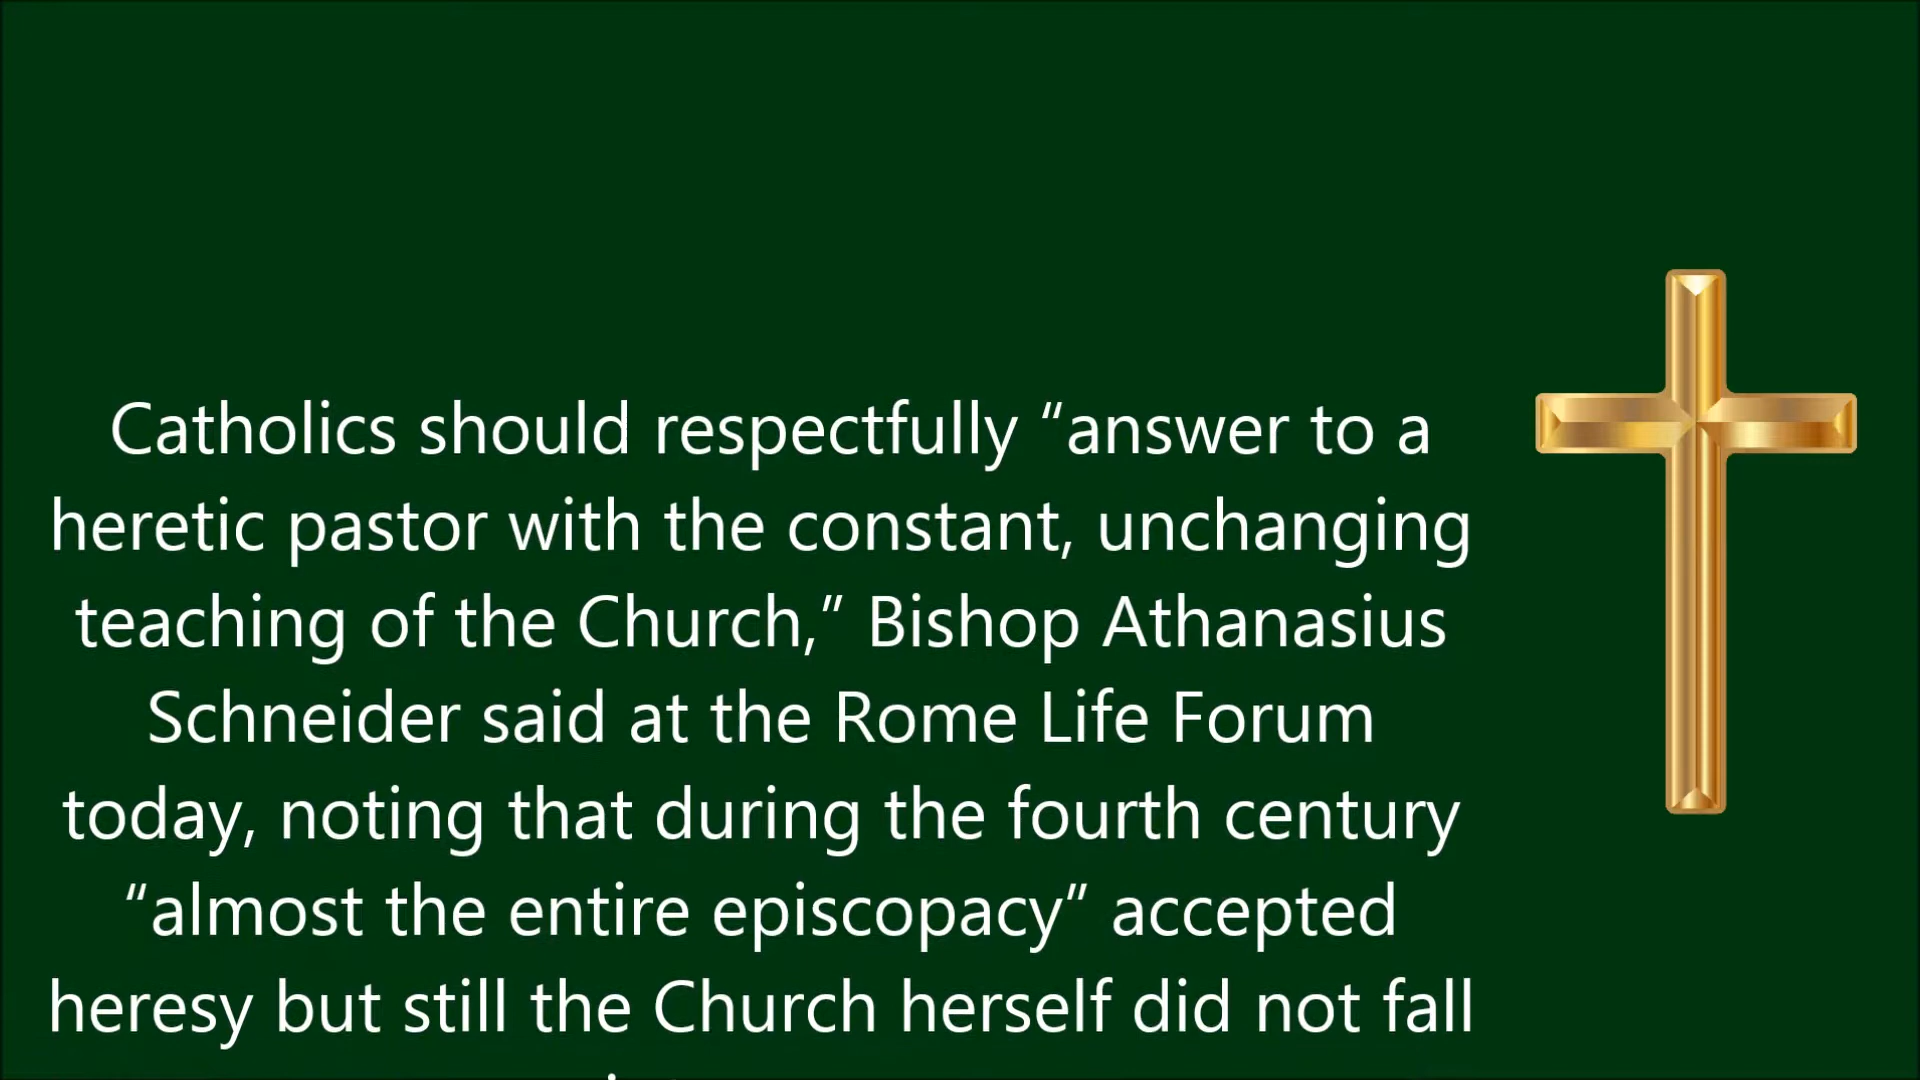 Catholics should respectfully “answer to a
heretic pastor with the constant, unchanging
teaching of the Church,” Bishop Athanasius
Schneider said at the Rome Life Forum
today, noting that during the fourth century
“almost the entire episcopacy” accepted
heresy but still the Church herself did not fall